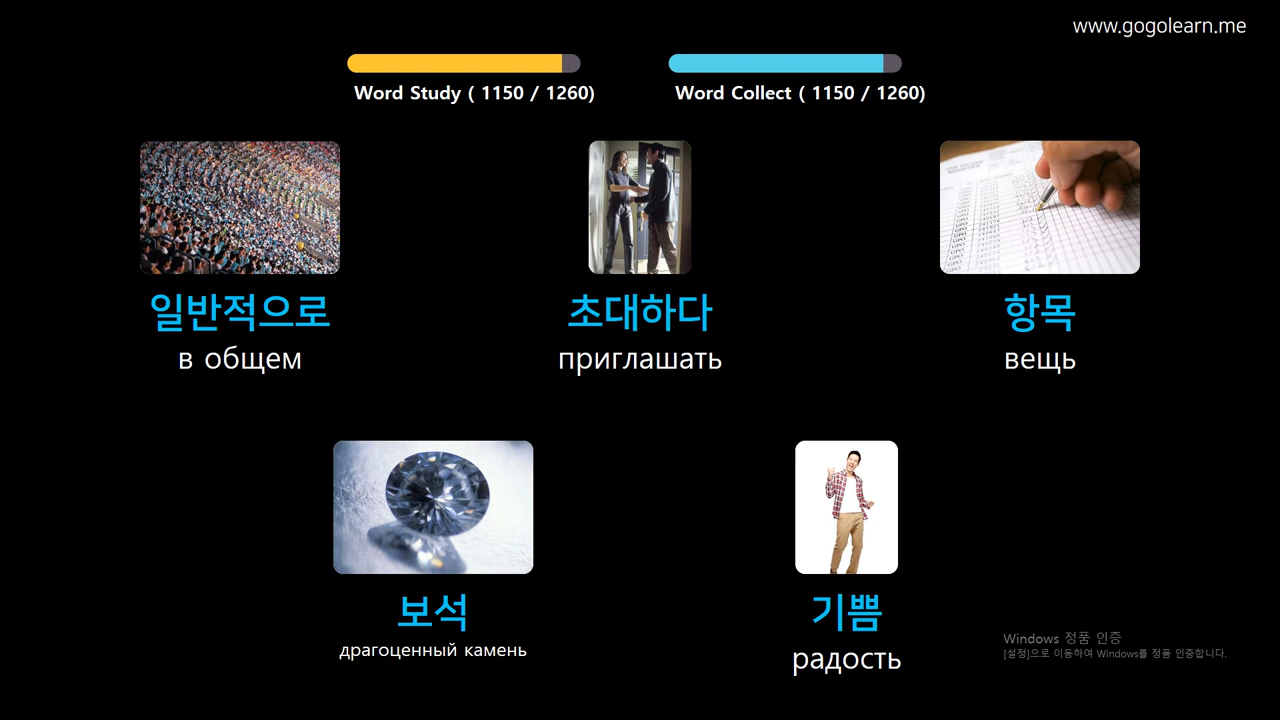 www.gogolearn.me
Word Study ( 1150 / 1260)
Word Collect ( 1150 / 1260)
일반적으로
в общем
초대하다
приглашать
항목
вещь
보석
драгоценный камень
기쁨
радость
Windows 정품 인증
[설정]으로 이동하여 Windows를 정품 인증합니다.